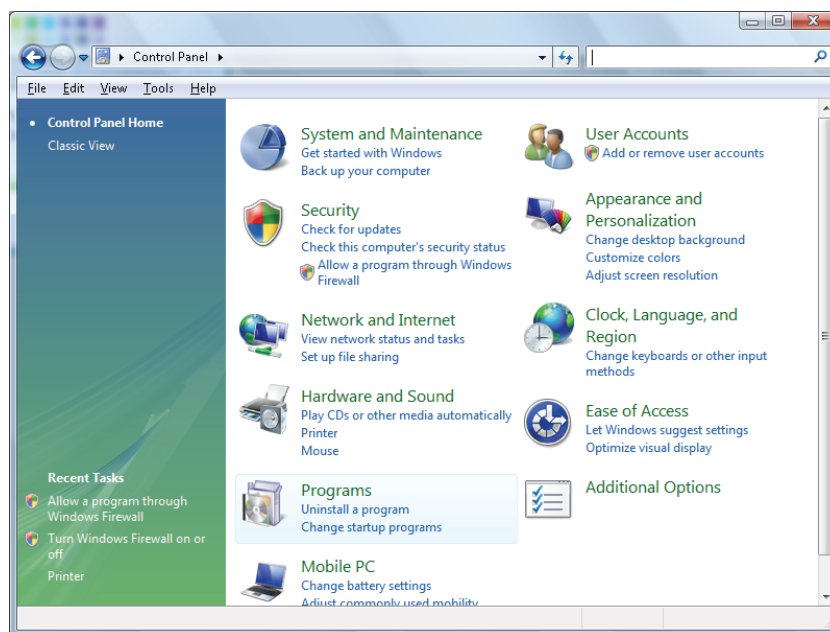 Control Panel
File Edit View Tools Help
Control Panel Home
Classic View
System and Maintenance
Get started with Windows
Back up your computer
Security
Check for updates
Check this computer's security status
Allow a program through Windows
Firewall
Network and Internet
View network status and tasks
Set up file sharing
Hardware and Sound
Play CDs or other media automatically
Printer
Mouse
Programs
Uninstall a program
Change startup programs
Mobile PC
Change battery settings
Adjust commonly used mobility
User Accounts
Add or remove user accounts
Appearance and
Personalization
Change desktop background
Customize colors
Adjust screen resolution
Clock, Language, and
Region
Change keyboards or other input
methods
Ease of Access
Let Windows suggest settings
Optimize visual display
Additional Options
Recent Tasks
Allow a program through
Windows Firewall
Turn Windows Firewall on or
off
Printer